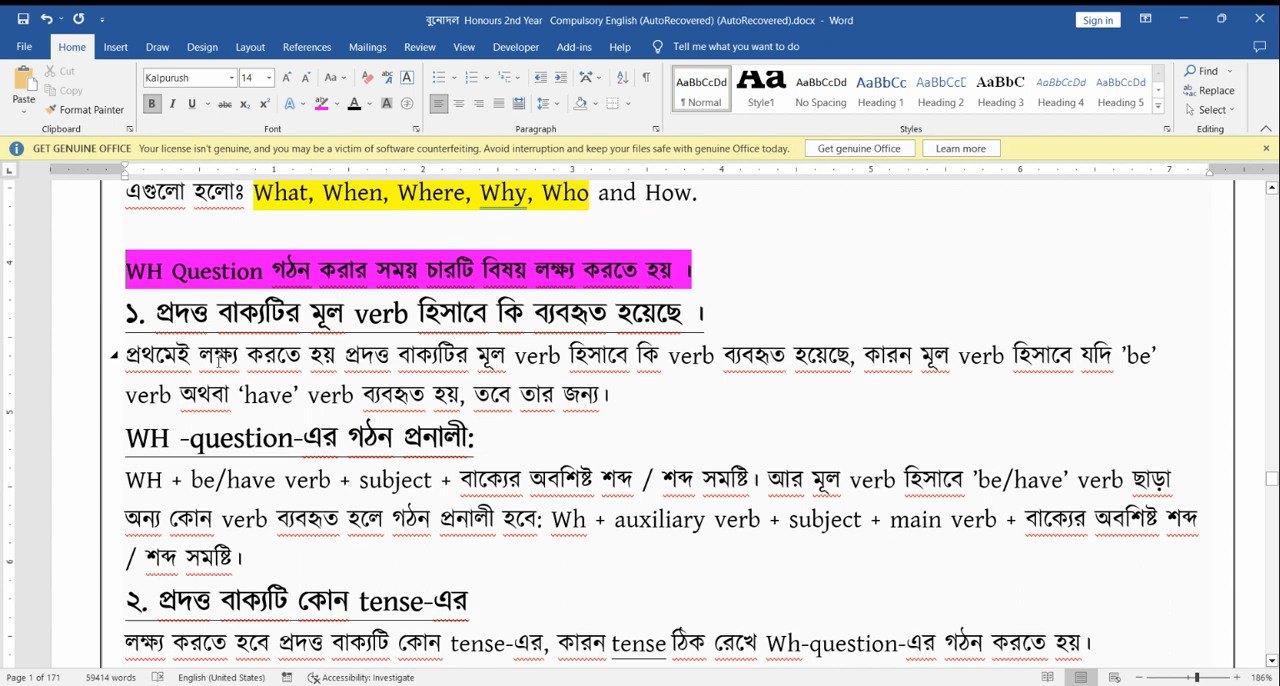 বুনোদল Honours 2nd Year Compulsory English (AutoRecovered) (AutoRecovered).docx - Word
Sign in
File Home Insert Draw Design Layout References Mailings Review View Developer Add-ins Help Tell me what you want to do
Paste
Cut
Copy
Format Painter
Clipboard
Kalpurush 14
Font
Paragraph
AaBbCcDd AaBbCcDd AaBbCc AaBbCcC AaBbC AaBbCcDd AaBbCcDd
¶ Normal Style1 No Spacing Heading 1 Heading 2 Heading 3 Heading 4 Heading 5
Styles
Find
Replace
Select
Editing
GET GENUINE OFFICE Your license isn't genuine, and you may be a victim of software counterfeiting. Avoid interruption and keep your files safe with genuine Office today. Get genuine Office Learn more
1 2 3 4 5 6 7
এগুলো হলোঃ What, When, Where, Why, Who and How.
WH Question গঠন করার সময় চারটি বিষয় লক্ষ্য করতে হয় ।
১. প্রদত্ত বাক্যটির মূল verb হিসাবে কি ব্যবহৃত হয়েছে ।
প্রথমেই লক্ষ্য করতে হয় প্রদত্ত বাক্যটির মূল verb হিসাবে কি verb ব্যবহৃত হয়েছে, কারন মূল verb হিসাবে যদি ’be’
verb অথবা ‘have’ verb ব্যবহৃত হয়, তবে তার জন্য।
WH -question-এর গঠন প্রনালী:
WH + be/have verb + subject + বাক্যের অবশিষ্ট শব্দ / শব্দ সমষ্টি। আর মূল verb হিসাবে ’be/have’ verb ছাড়া
অন্য কোন verb ব্যবহৃত হলে গঠন প্রনালী হবে: Wh + auxiliary verb + subject + main verb + বাক্যের অবশিষ্ট শব্দ
/ শব্দ সমষ্টি।
২. প্রদত্ত বাক্যটি কোন tense-এর
লক্ষ্য করতে হবে প্রদত্ত বাক্যটি কোন tense-এর, কারন tense ঠিক রেখে Wh-question-এর গঠন করতে হয়।
Page 1 of 171 59414 words English (United States) Accessibility: Investigate 186%